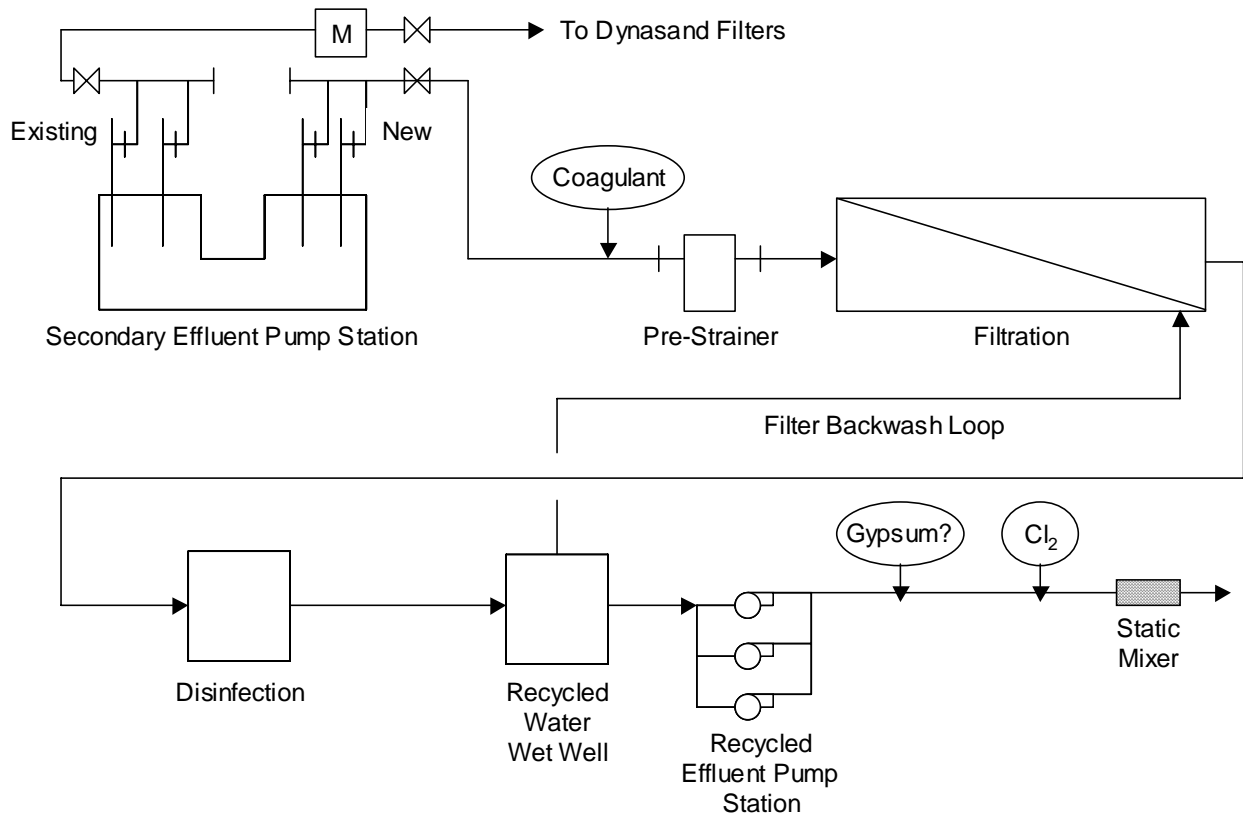 M
To Dynasand Filters
Existing
New
Coagulant
Secondary Effluent Pump Station
Pre-Strainer
Filtration
Filter Backwash Loop
Gypsum?
Cl₂
Static
Mixer
Disinfection
Recycled
Water
Wet Well
Recycled
Effluent Pump
Station